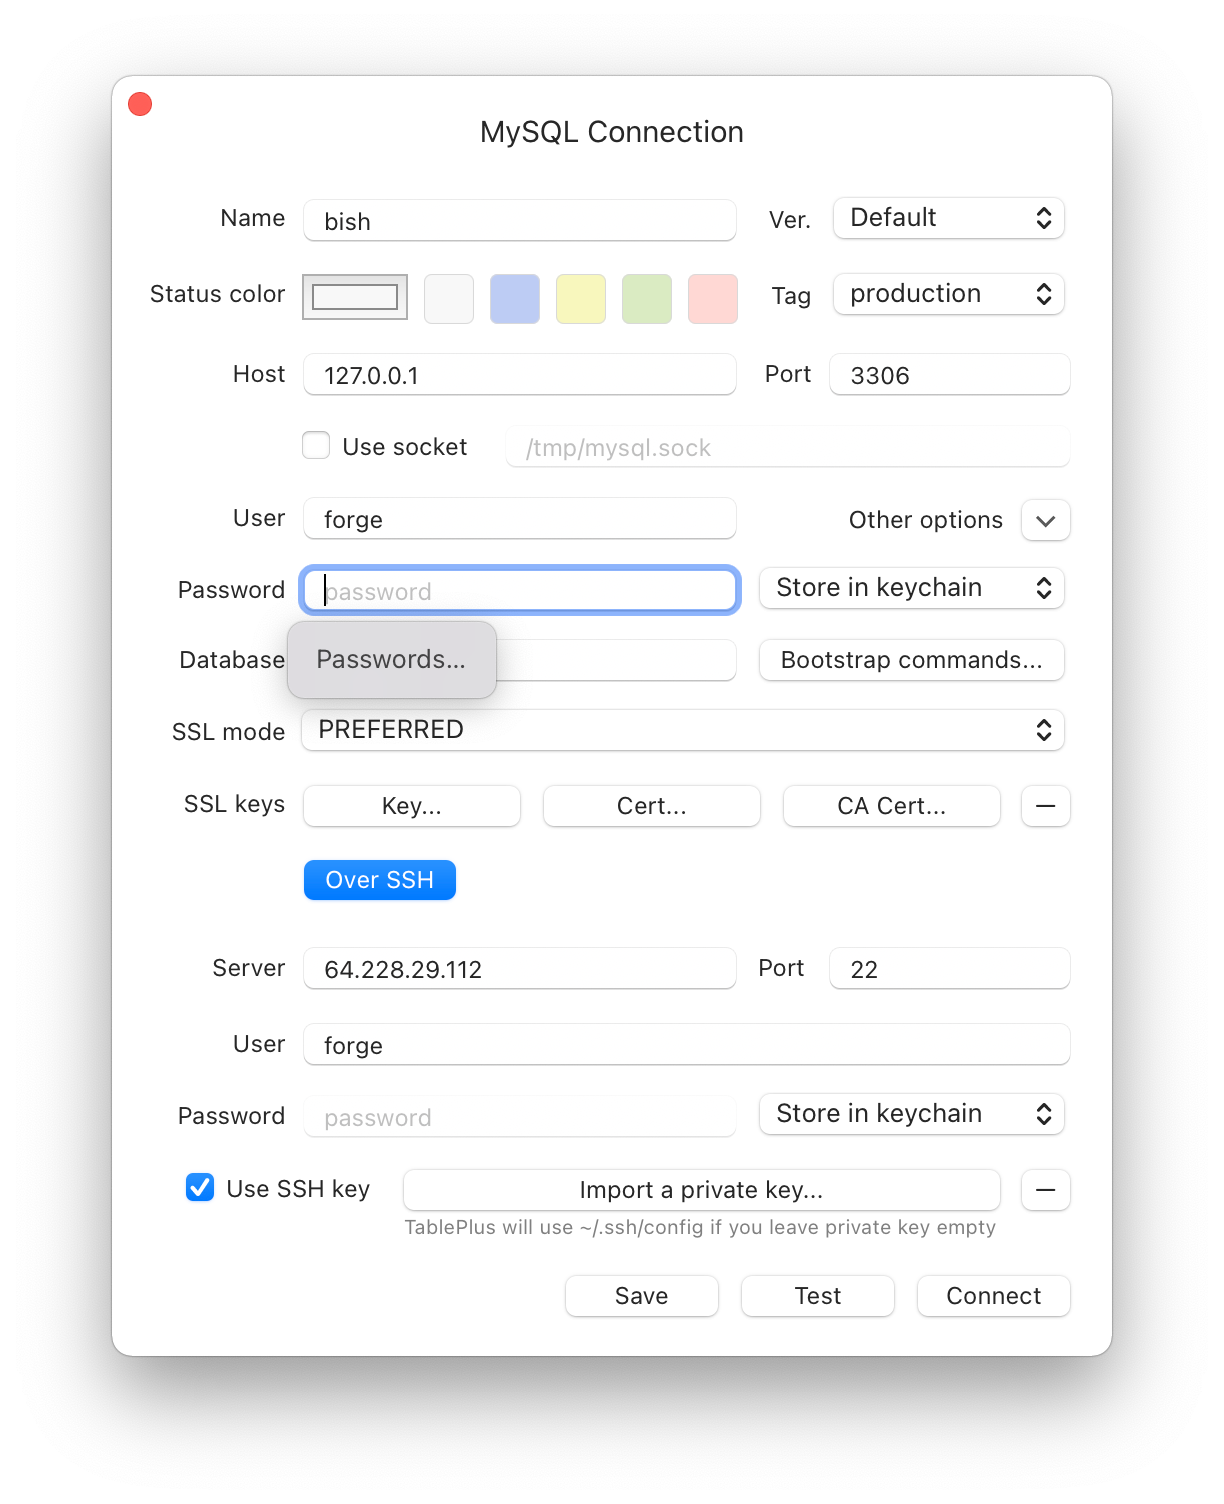 MySQL Connection
Name bish Ver. Default
Status color Tag production
Host 127.0.0.1 Port 3306
Use socket /tmp/mysql.sock
User forge Other options
Password password Store in keychain
Database Passwords... Bootstrap commands...
SSL mode PREFERRED
SSL keys Key... Cert... CA Cert...
Over SSH
Server 64.228.29.112 Port 22
User forge
Password password Store in keychain
Use SSH key Import a private key...
TablePlus will use ~/.ssh/config if you leave private key empty
Save Test Connect